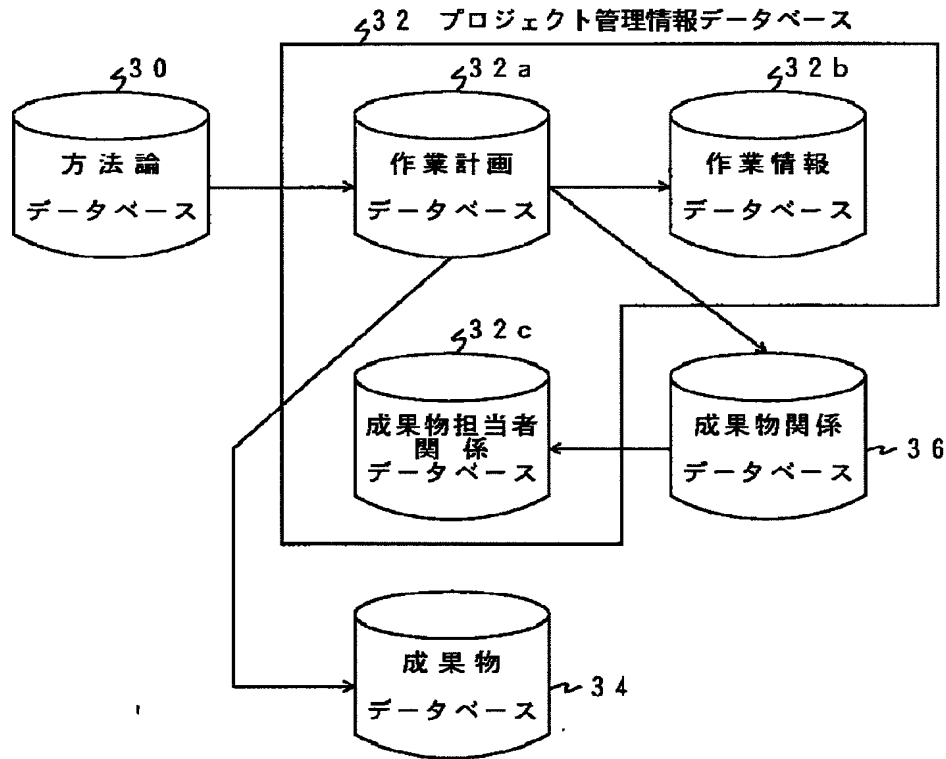 32 プロジェクト管理情報データベース
30
32a
32b
方法論
データベース
作業計画
データベース
作業情報
データベース
32c
成果物担当者
関係
データベース
成果物関係
データベース
36
成果物
データベース
34